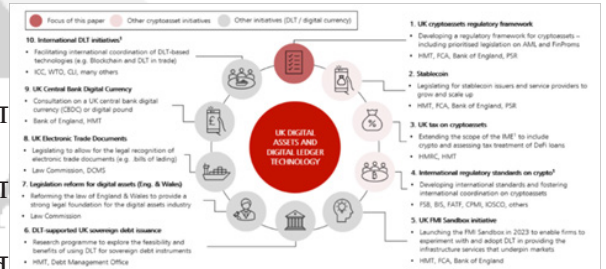 Focus of this paper
Other cryptoasset initiatives
Other initiatives (DLT / digital currency)
10. International DLT initiatives⁵
Facilitating international coordination of DLT-based
technologies (e.g. Blockchain and DLT in trade)
ICC, WTO, CLI, many others
9. UK Central Bank Digital Currency
Consultation on a UK central bank digital
currency (CBDC) or digital pound
Bank of England, HMT
8. UK Electronic Trade Documents
Legislating to allow for the legal recognition of
electronic trade documents (e.g. bills of lading)
Law Commission, DCMS
7. Legislation reform for digital assets (Eng. & Wales)
Reforming the law of England & Wales to provide a
strong legal foundation for the digital assets industry
Law Commission
6. DLT-supported UK sovereign debt issuance
Research programme to explore the feasibility and
benefits of using DLT for sovereign debt instruments
HMT, Debt Management Office
UK DIGITAL
ASSETS AND
DIGITAL LEDGER
TECHNOLOGY
1. UK cryptoassets regulatory framework
Developing a regulatory framework for cryptoassets –
including prioritised legislation on AML and FinProms
HMT, FCA, Bank of England, PSR
2. Stablecoin
Legislating for stablecoin issuers and service providers to
grow and scale up
HMT, FCA, Bank of England, PSR
3. UK tax on cryptoassets
Extending the scope of the IME¹ to include
crypto and assessing tax treatment of DeFi loans
HMRC, HMT
4. International regulatory standards on crypto⁵
Developing international standards and fostering
international coordination on cryptoassets
FSB, BIS, FATF, CPMI, IOSCO, others
5. UK FMI Sandbox initiative
Launching the FMI Sandbox in 2023 to enable firms to
experiment with and adopt DLT in providing the
infrastructure services that underpin markets
HMT, FCA, Bank of England